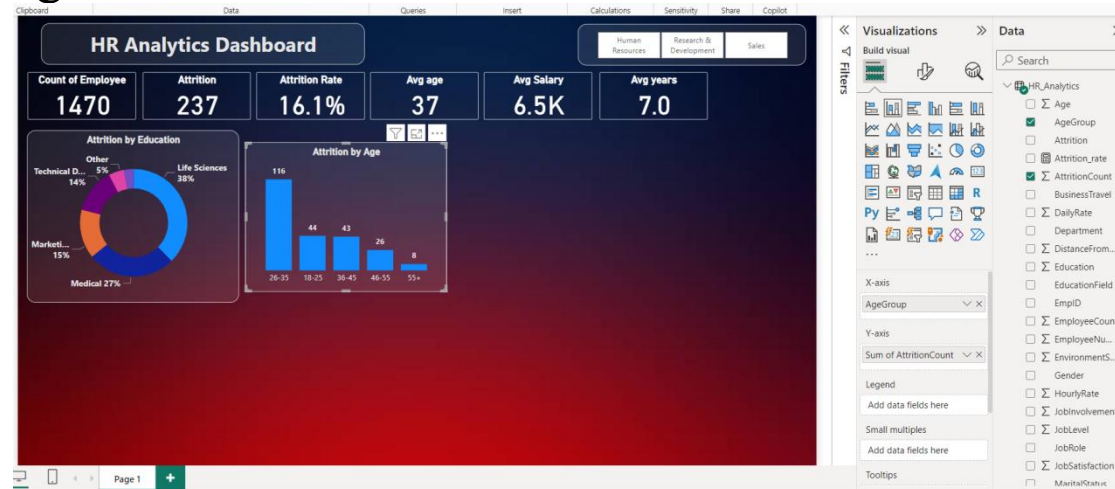 Clipboard Data Queries Insert Calculations Sensitivity Share Copilot
HR Analytics Dashboard
Human Resources
Research & Development
Sales
Count of Employee
1470
Attrition
237
Attrition Rate
16.1%
Avg age
37
Avg Salary
6.5K
Avg years
7.0
Attrition by Education
Other
5%
Technical D...
14%
Life Sciences
38%
Marketi...
15%
Medical 27%
Attrition by Age
116
44
43
26
8
26-35 18-25 36-45 46-55 55+
Page 1
Filters
Visualizations
Build visual
R
Py
123
...
X-axis
AgeGroup
Y-axis
Sum of AttritionCount
Legend
Add data fields here
Small multiples
Add data fields here
Tooltips
Data
Search
HR_Analytics
Age
AgeGroup
Attrition
Attrition_rate
AttritionCount
BusinessTravel
DailyRate
Department
DistanceFrom...
Education
EducationField
EmpID
EmployeeCoun
EmployeeNu...
EnvironmentS...
Gender
HourlyRate
JobInvolvemen
JobLevel
JobRole
JobSatisfaction
MaritalStatus